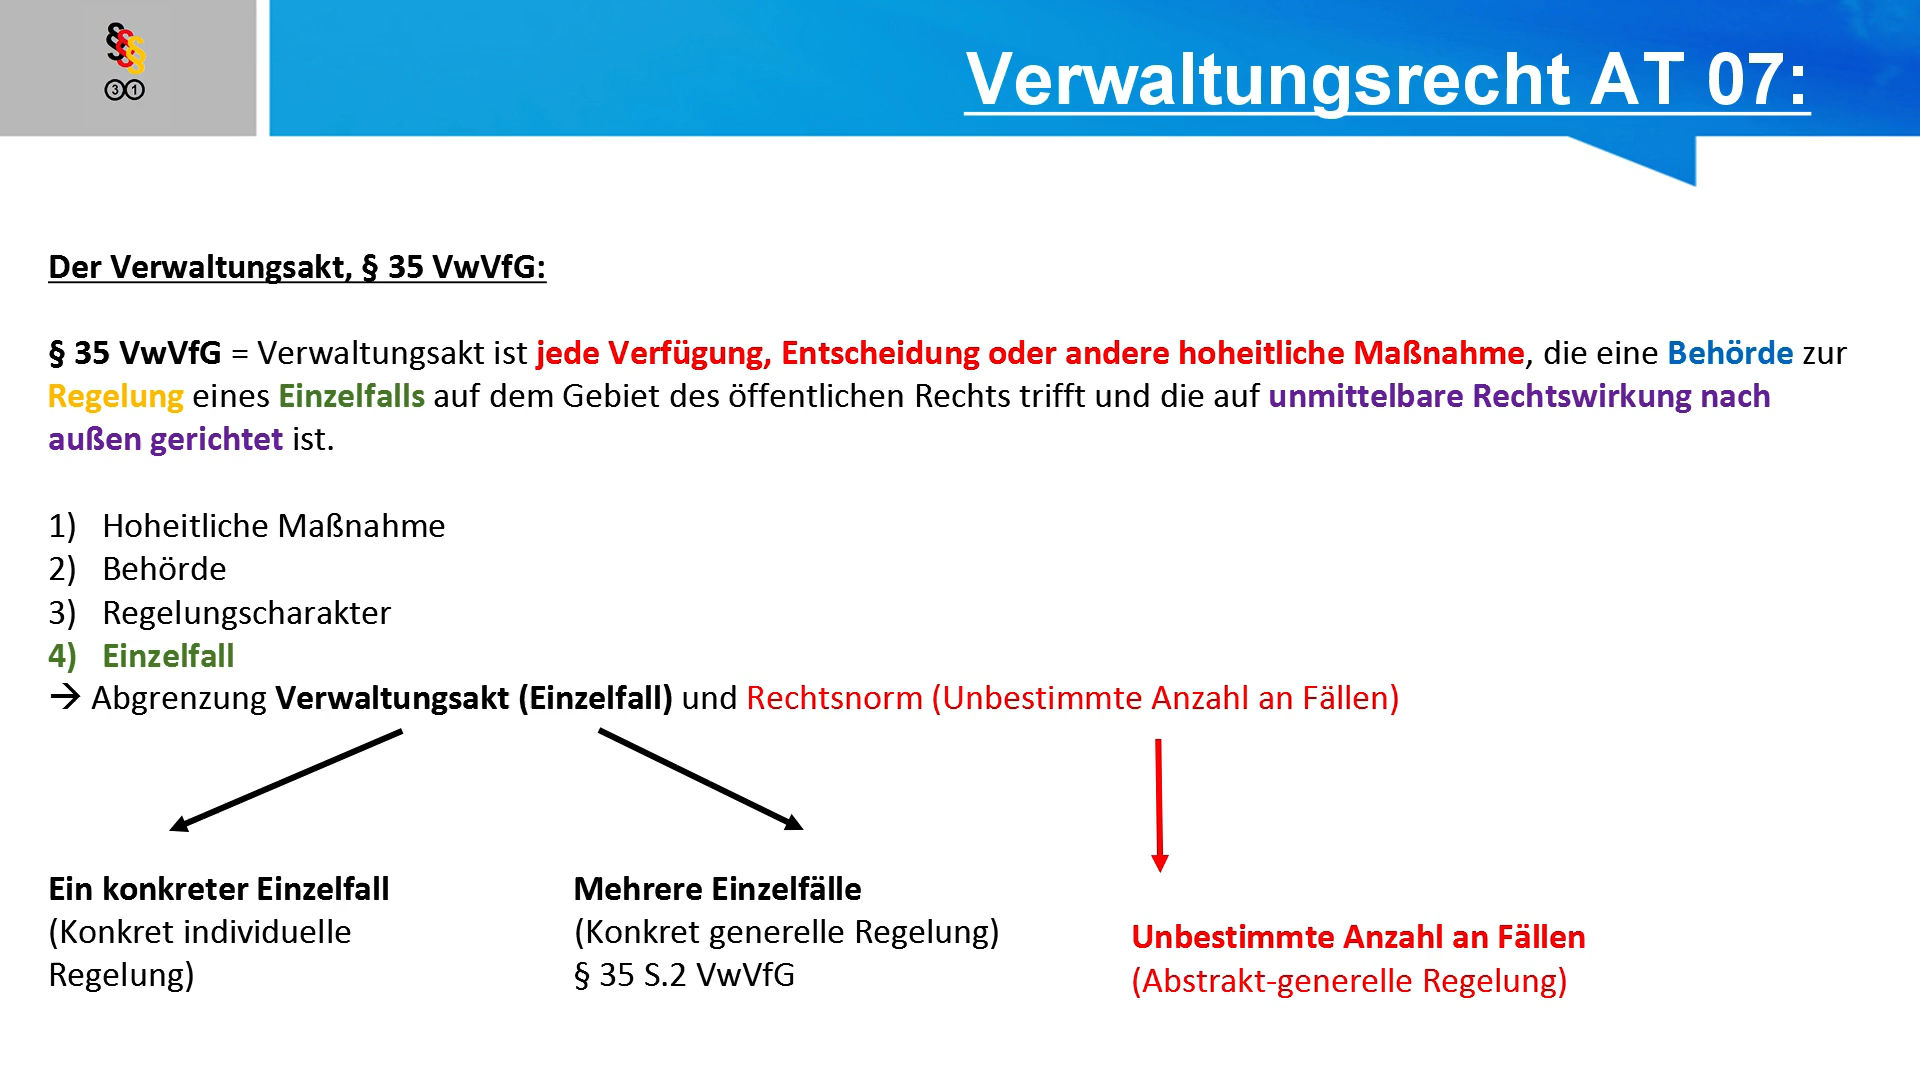 §§§
31
Verwaltungsrecht AT 07:
Der Verwaltungsakt, § 35 VwVfG:
§ 35 VwVfG = Verwaltungsakt ist jede Verfügung, Entscheidung oder andere hoheitliche Maßnahme, die eine Behörde zur
Regelung eines Einzelfalls auf dem Gebiet des öffentlichen Rechts trifft und die auf unmittelbare Rechtswirkung nach
außen gerichtet ist.
1) Hoheitliche Maßnahme
2) Behörde
3) Regelungscharakter
4) Einzelfall
→ Abgrenzung Verwaltungsakt (Einzelfall) und Rechtsnorm (Unbestimmte Anzahl an Fällen)
Ein konkreter Einzelfall
(Konkret individuelle
Regelung)
Mehrere Einzelfälle
(Konkret generelle Regelung)
§ 35 S.2 VwVfG
Unbestimmte Anzahl an Fällen
(Abstrakt-generelle Regelung)